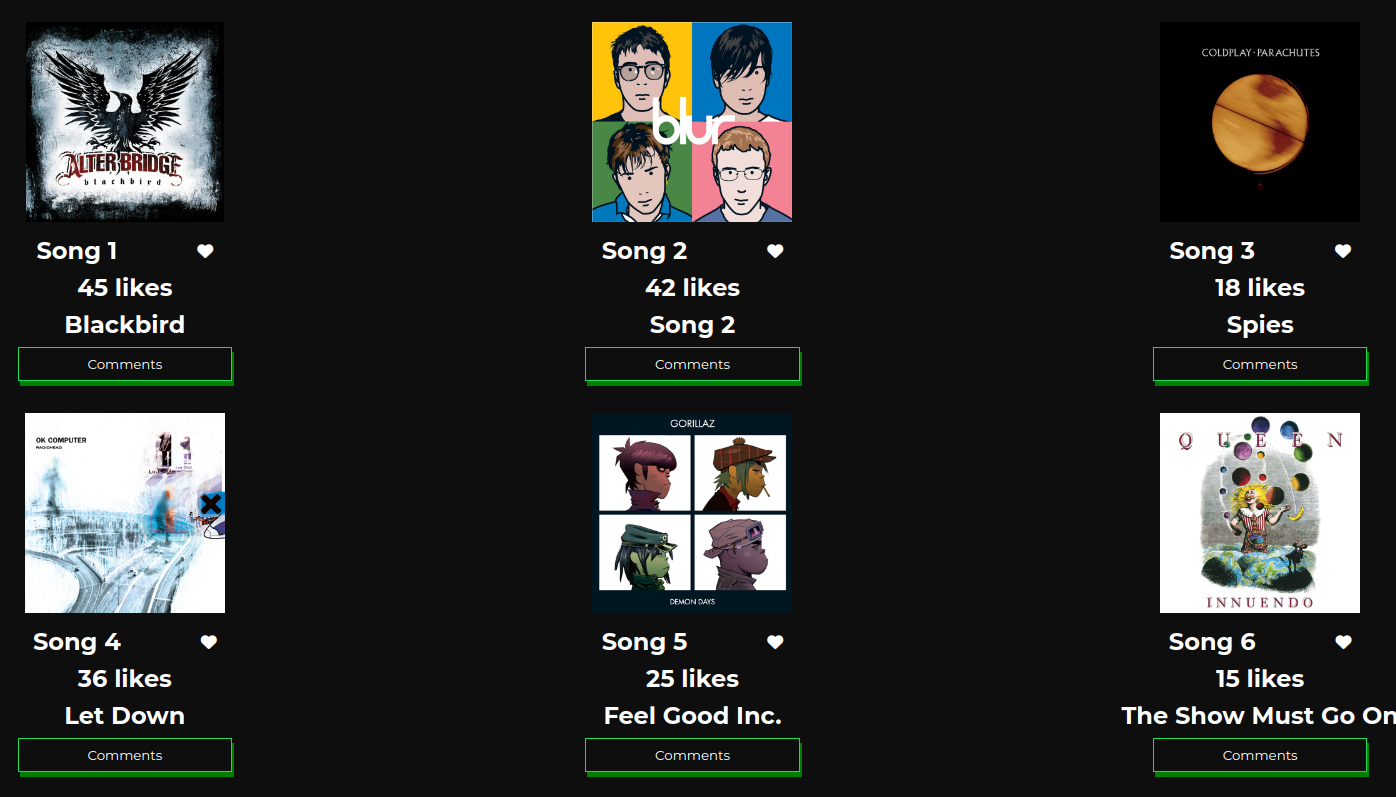 ALTER BRIDGE
blackbird
blur
COLDPLAY·PARACHUTES
Song 1
Song 2
Song 3
45 likes
42 likes
18 likes
Blackbird
Song 2
Spies
Comments
Comments
Comments
OK COMPUTER
RADIOHEAD
GORILLAZ
DEMON DAYS
QUEEN
INNUENDO
Song 4
Song 5
Song 6
36 likes
25 likes
15 likes
Let Down
Feel Good Inc.
The Show Must Go On
Comments
Comments
Comments